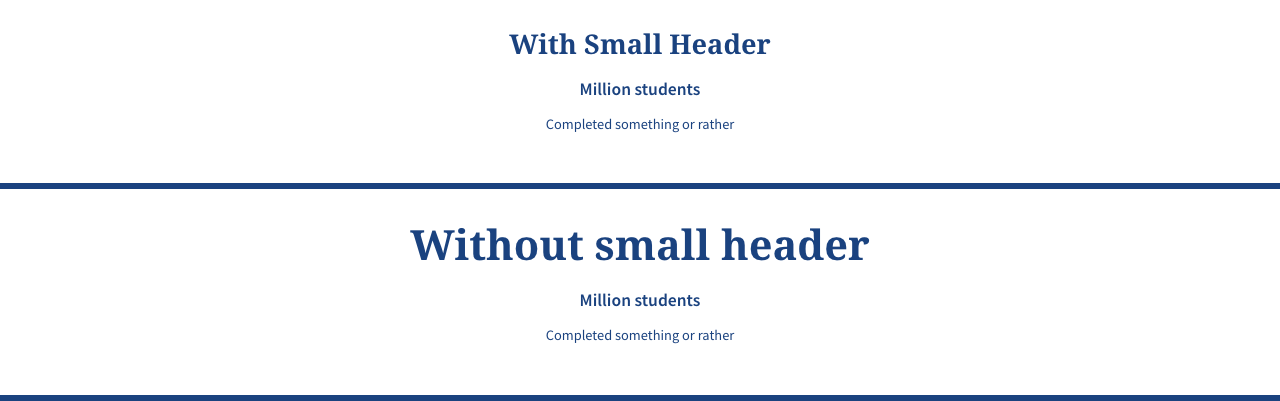 With Small Header
Million students
Completed something or rather
Without small header
Million students
Completed something or rather